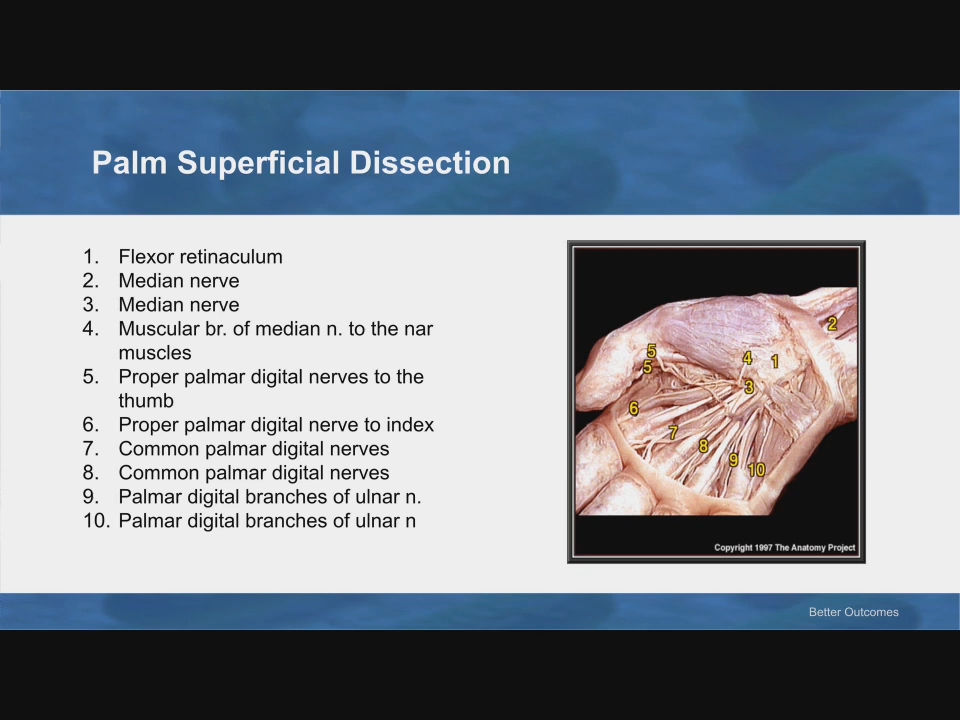 Palm Superficial Dissection
1. Flexor retinaculum
2. Median nerve
3. Median nerve
4. Muscular br. of median n. to the nar
muscles
5. Proper palmar digital nerves to the
thumb
6. Proper palmar digital nerve to index
7. Common palmar digital nerves
8. Common palmar digital nerves
9. Palmar digital branches of ulnar n.
10. Palmar digital branches of ulnar n
2
5
4
1
5
3
6
7
8
9
10
Copyright 1997 The Anatomy Project
Better Outcomes